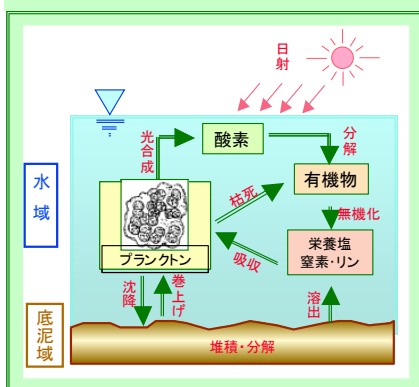 日射
光合成
酸素
分解
有機物
水域
枯死
無機化
プランクトン
吸収
栄養塩
窒素・リン
沈降
巻上げ
溶出
底泥域
堆積・分解